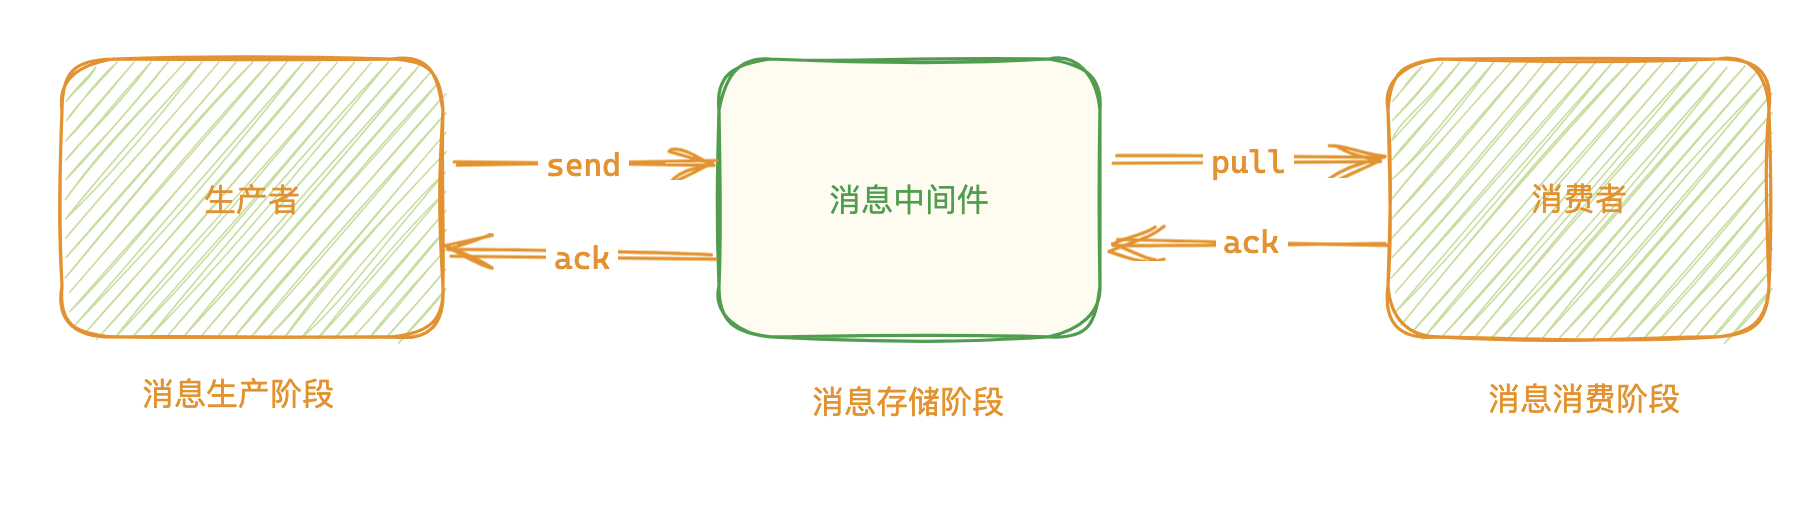 send
pull
生产者
消息中间件
消费者
ack
ack
消息生产阶段
消息存储阶段
消息消费阶段